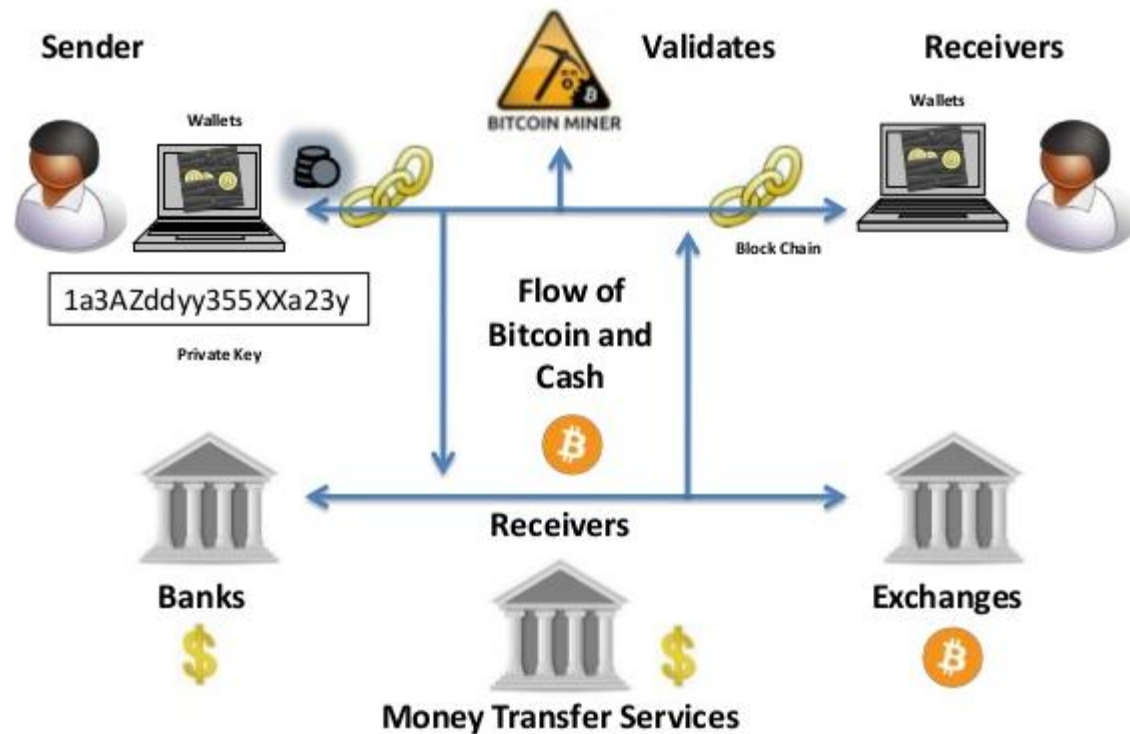 Sender
Validates
Receivers
Wallets
BITCOIN MINER
Wallets
Block Chain
1a3AZddyy355XXa23y
Private Key
Flow of
Bitcoin and
Cash
Receivers
Banks
Exchanges
Money Transfer Services